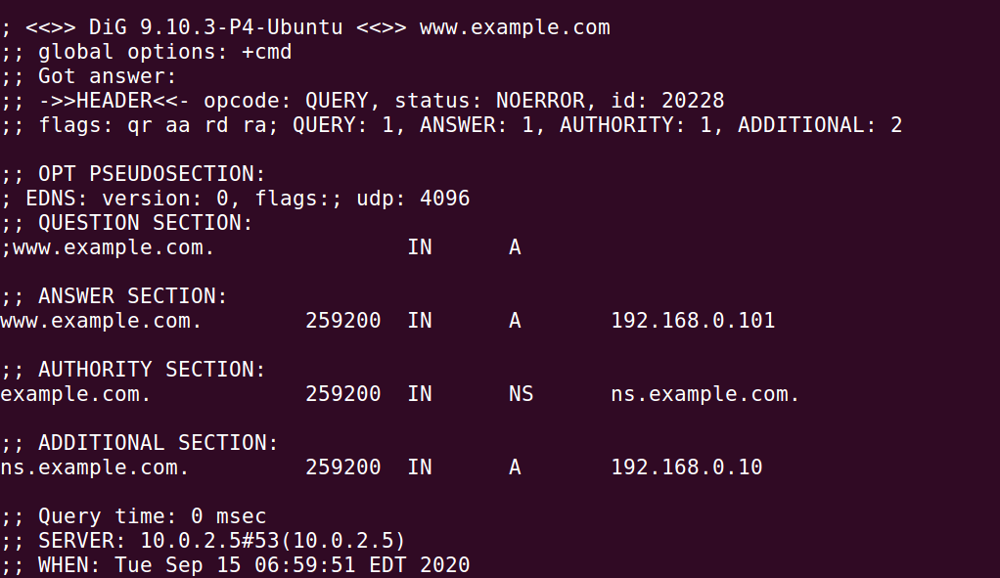 ; <<>> DiG 9.10.3-P4-Ubuntu <<>> www.example.com
;; global options: +cmd
;; Got answer:
;; ->>HEADER<<- opcode: QUERY, status: NOERROR, id: 20228
;; flags: qr aa rd ra; QUERY: 1, ANSWER: 1, AUTHORITY: 1, ADDITIONAL: 2

;; OPT PSEUDOSECTION:
; EDNS: version: 0, flags:; udp: 4096
;; QUESTION SECTION:
;www.example.com.               IN      A

;; ANSWER SECTION:
www.example.com.        259200  IN      A       192.168.0.101

;; AUTHORITY SECTION:
example.com.            259200  IN      NS      ns.example.com.

;; ADDITIONAL SECTION:
ns.example.com.         259200  IN      A       192.168.0.10

;; Query time: 0 msec
;; SERVER: 10.0.2.5#53(10.0.2.5)
;; WHEN: Tue Sep 15 06:59:51 EDT 2020